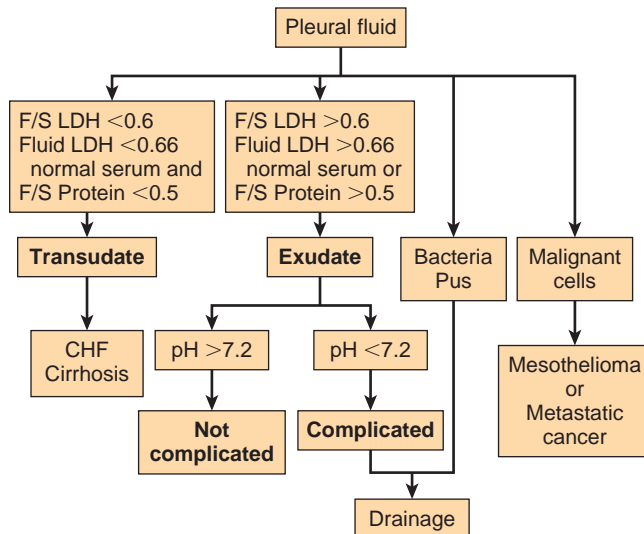 Pleural fluid
F/S LDH <0.6
Fluid LDH <0.66
normal serum and
F/S Protein <0.5
F/S LDH >0.6
Fluid LDH >0.66
normal serum or
F/S Protein >0.5
Transudate
Exudate
Bacteria
Pus
Malignant
cells
CHF
Cirrhosis
pH >7.2
pH <7.2
Mesothelioma
or
Metastatic
cancer
Not
complicated
Complicated
Drainage